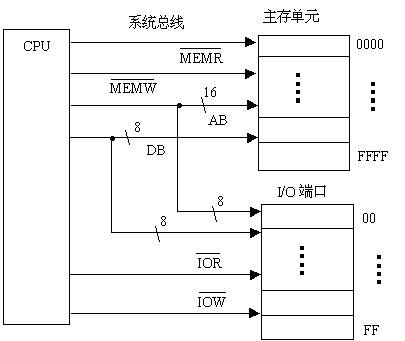 系统总线
主存单元
CPU
0000
MEMR
MEMW
16
AB
8
DB
FFFF
I/O 端口
8
00
8
IOR
IOW
FF